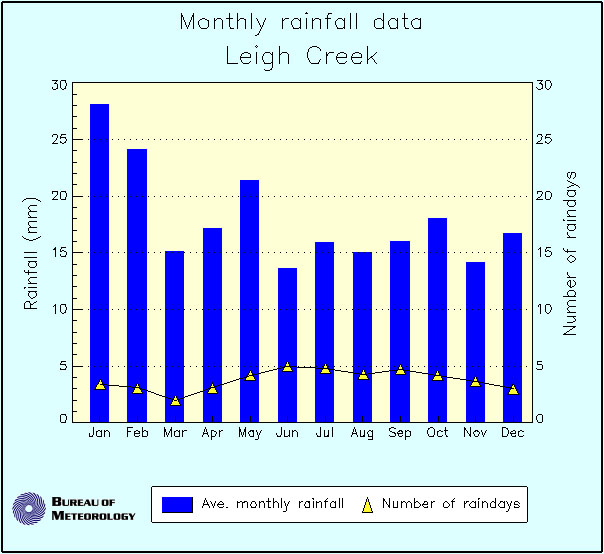 Monthly rainfall data
Leigh Creek
30 30
25 25
20 20
15 15
10 10
5 5
0 0
Rainfall (mm)
Number of raindays
Jan Feb Mar Apr May Jun Jul Aug Sep Oct Nov Dec
BUREAU OF
METEOROLOGY
Ave. monthly rainfall Number of raindays